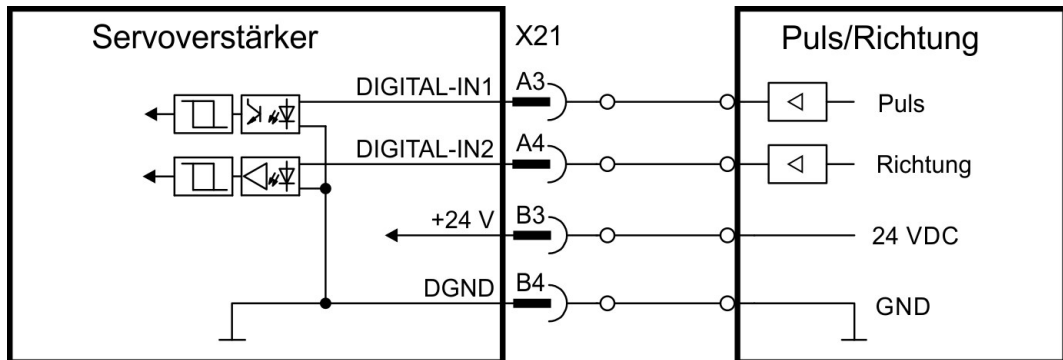 Servoverstärker
X21
Puls/Richtung
DIGITAL-IN1
A3
Puls
DIGITAL-IN2
A4
Richtung
+24 V
B3
24 VDC
DGND
B4
GND